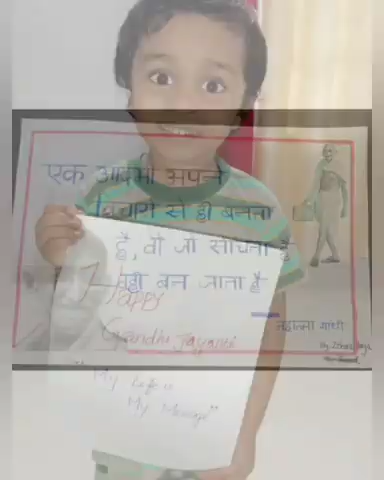 एक आदमी अपने
विचारों से ही बनता
है, वो जो सोचता है
वही बन जाता है
महात्मा गांधी
Happy
Gandhi Jayanti
"My Life is
My Message"